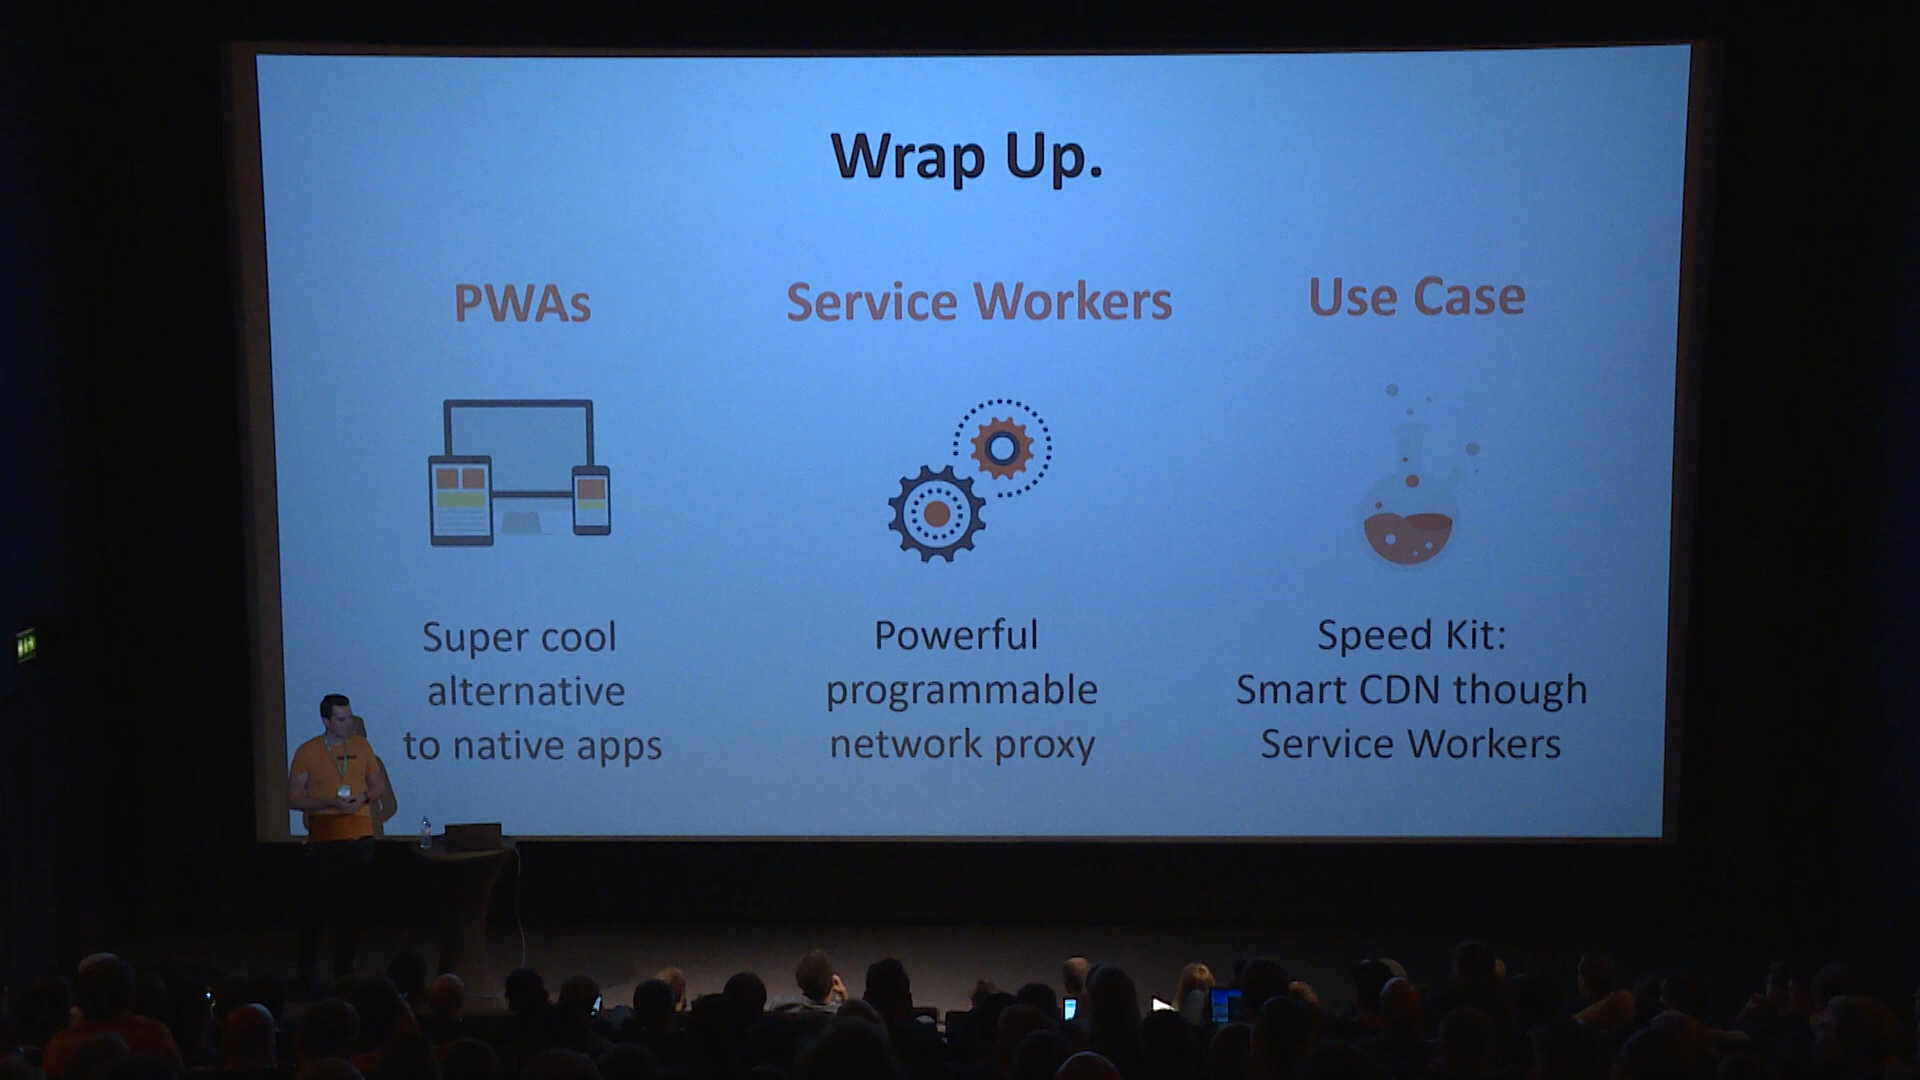 Wrap Up.
PWAs
Super cool
alternative
to native apps
Service Workers
Powerful
programmable
network proxy
Use Case
Speed Kit:
Smart CDN though
Service Workers